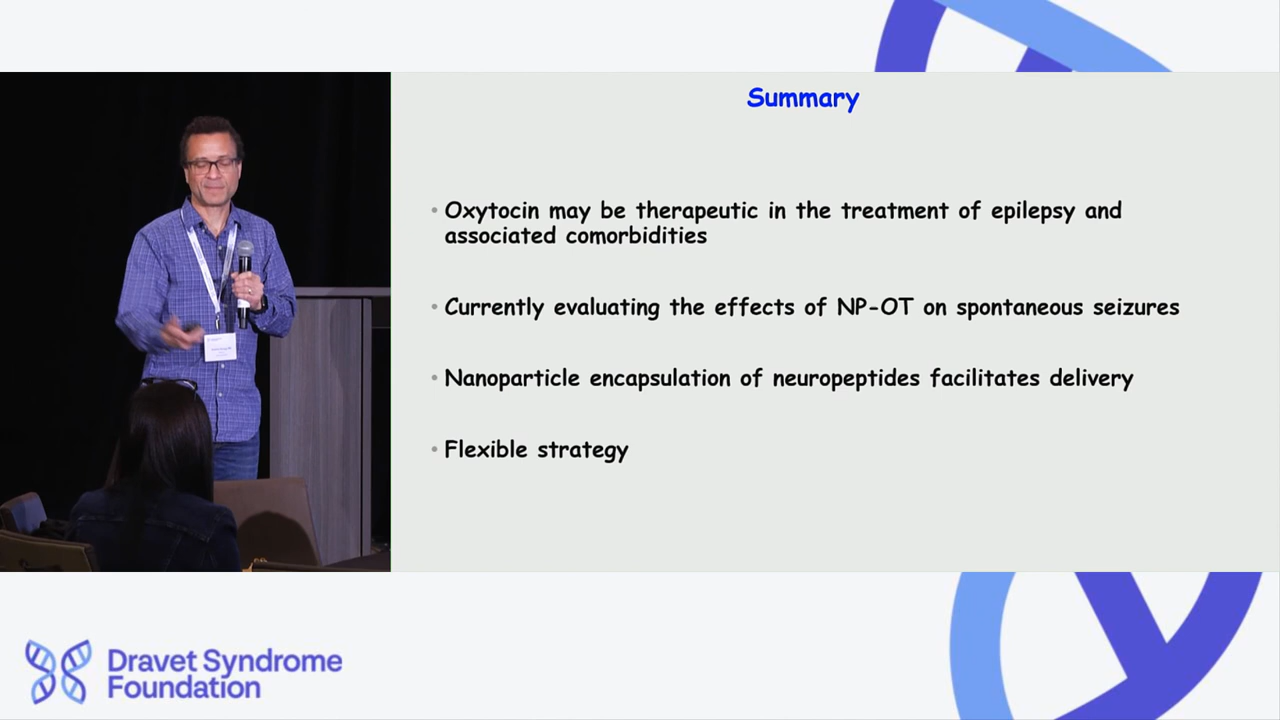 Summary
• Oxytocin may be therapeutic in the treatment of epilepsy and
associated comorbidities
• Currently evaluating the effects of NP-OT on spontaneous seizures
• Nanoparticle encapsulation of neuropeptides facilitates delivery
• Flexible strategy
Dravet Syndrome
Foundation